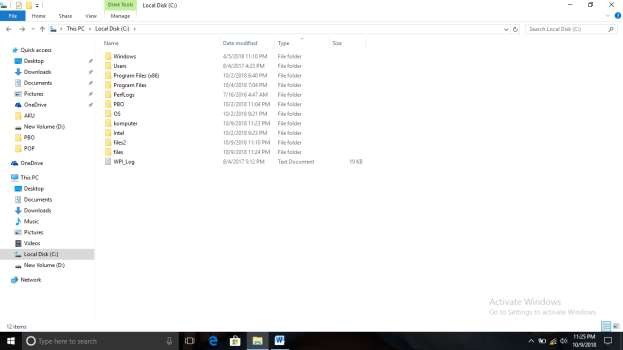 Drive Tools Local Disk (C:)
File Home Share View Manage
This PC > Local Disk (C:) > Search Local Disk (C:)
Name Date modified Type Size
Quick access
Desktop
Downloads
Documents
Pictures
OneDrive
AKU
New Volume (D:)
PBO
POP
OneDrive
This PC
Desktop
Documents
Downloads
Music
Pictures
Videos
Local Disk (C:)
New Volume (D:)
Network
Windows 4/5/2018 11:10 PM File folder
Users 8/4/2017 4:23 PM File folder
Program Files (x86) 10/2/2018 6:40 PM File folder
Program Files 10/4/2018 7:04 PM File folder
PerfLogs 7/16/2016 4:47 AM File folder
PBO 10/2/2018 11:04 PM File folder
OS 10/2/2018 9:21 PM File folder
komputer 10/9/2018 11:23 PM File folder
Intel 10/2/2018 9:23 PM File folder
files2 10/9/2018 11:19 PM File folder
files 10/9/2018 11:24 PM File folder
WPI_Log 8/4/2017 5:12 PM Text Document 19 KB
Activate Windows
Go to Settings to activate Windows.
12 items
Type here to search
11:25 PM
10/9/2018